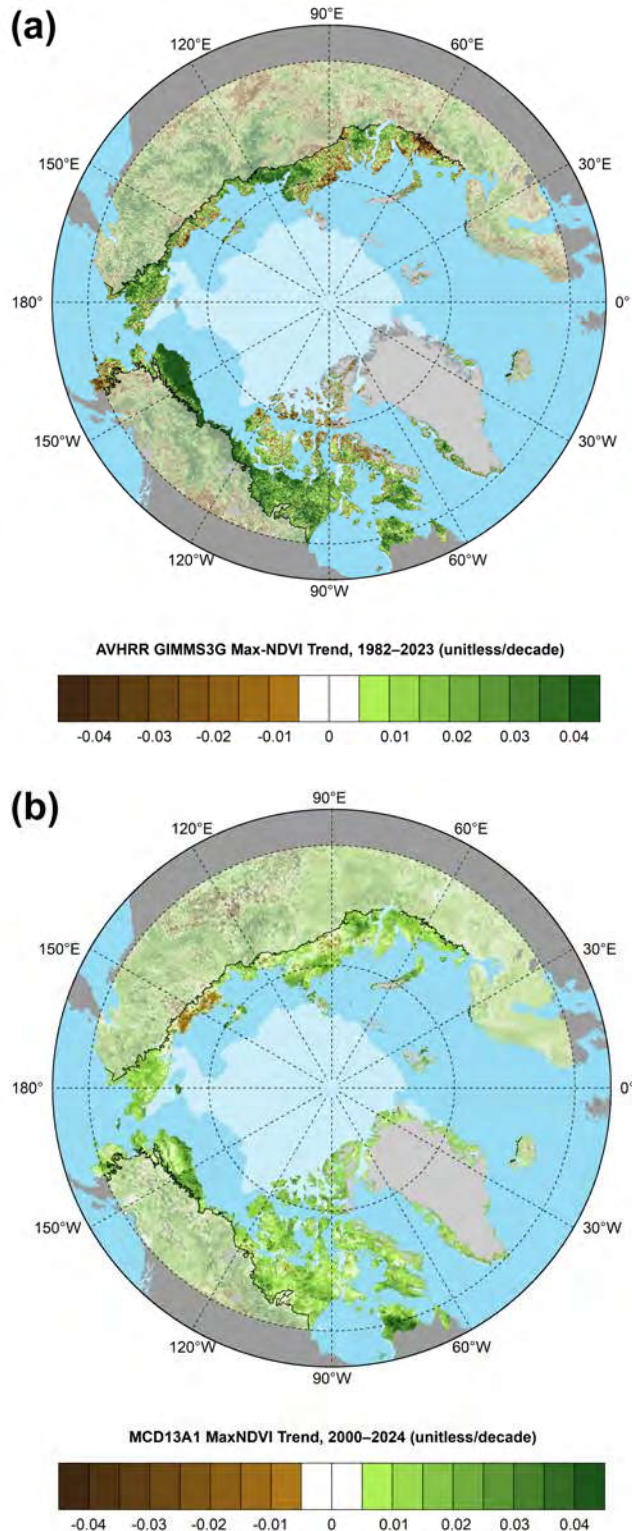 (a)
90°E
120°E
60°E
150°E
30°E
180°
0°
150°W
30°W
120°W
60°W
90°W
AVHRR GIMMS3G Max-NDVI Trend, 1982–2023 (unitless/decade)
-0.04 -0.03 -0.02 -0.01 0 0.01 0.02 0.03 0.04
(b)
90°E
120°E
60°E
150°E
30°E
180°
0°
150°W
30°W
120°W
60°W
90°W
MCD13A1 MaxNDVI Trend, 2000–2024 (unitless/decade)
-0.04 -0.03 -0.02 -0.01 0 0.01 0.02 0.03 0.04